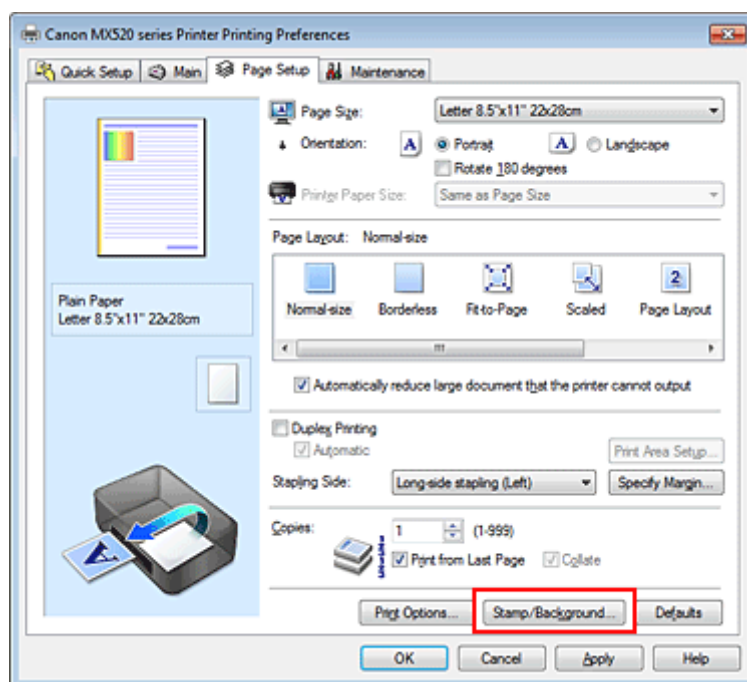 Canon MX520 series Printer Printing Preferences
Quick Setup Main Page Setup Maintenance
Page Size: Letter 8.5"x11" 22x28cm
Orientation: A Portrait A Landscape
Rotate 180 degrees
Printer Paper Size: Same as Page Size
Page Layout: Normal-size
Normal-size Borderless Fit-to-Page Scaled Page Layout
Plain Paper
Letter 8.5"x11" 22x28cm
Automatically reduce large document that the printer cannot output
Duplex Printing
Automatic
Print Area Setup...
Stapling Side: Long-side stapling (Left) Specify Margin...
Copies: 1 (1-999)
Print from Last Page Collate
Print Options... Stamp/Background... Defaults
OK Cancel Apply Help